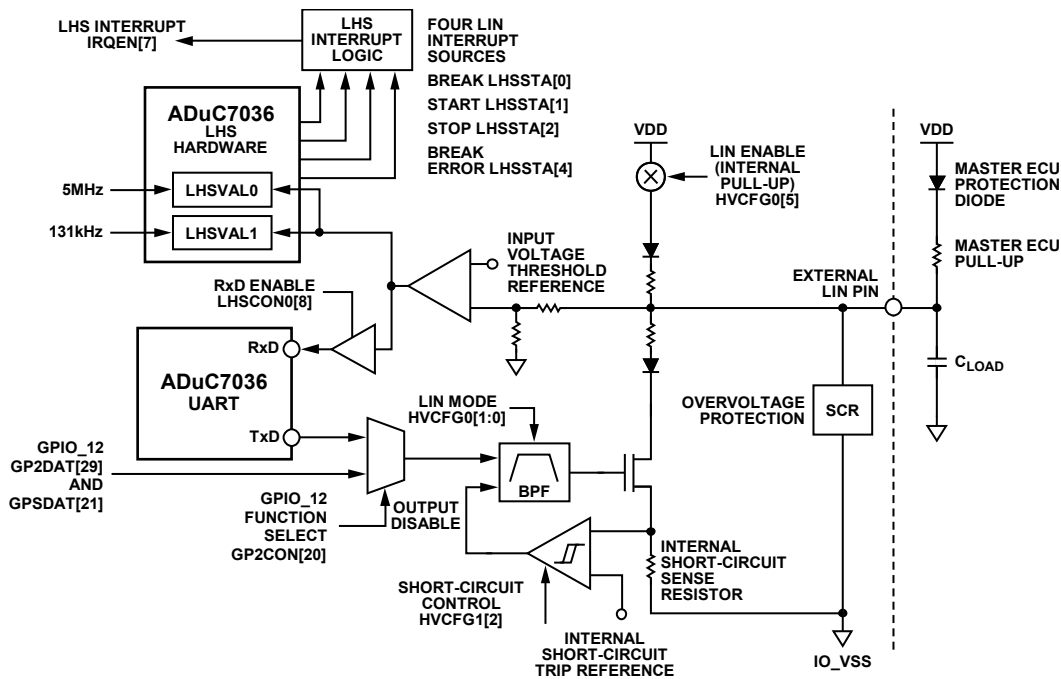 LHS INTERRUPT
IRQEN[7]
LHS
INTERRUPT
LOGIC
FOUR LIN
INTERRUPT
SOURCES
BREAK LHSSTA[0]
START LHSSTA[1]
STOP LHSSTA[2]
BREAK
ERROR LHSSTA[4]
ADuC7036
LHS
HARDWARE
5MHz
LHSVAL0
131kHz
LHSVAL1
VDD
LIN ENABLE
(INTERNAL
PULL-UP)
HVCFG0[5]
VDD
MASTER ECU
PROTECTION
DIODE
MASTER ECU
PULL-UP
INPUT
VOLTAGE
THRESHOLD
REFERENCE
EXTERNAL
LIN PIN
RxD ENABLE
LHSCON0[8]
RxD
ADuC7036
UART
TxD
CLOAD
OVERVOLTAGE
PROTECTION
SCR
LIN MODE
HVCFG0[1:0]
BPF
GPIO_12
GP2DAT[29]
AND
GPSDAT[21]
GPIO_12
FUNCTION
SELECT
GP2CON[20]
OUTPUT
DISABLE
SHORT-CIRCUIT
CONTROL
HVCFG1[2]
INTERNAL
SHORT-CIRCUIT
SENSE
RESISTOR
INTERNAL
SHORT-CIRCUIT
TRIP REFERENCE
IO_VSS